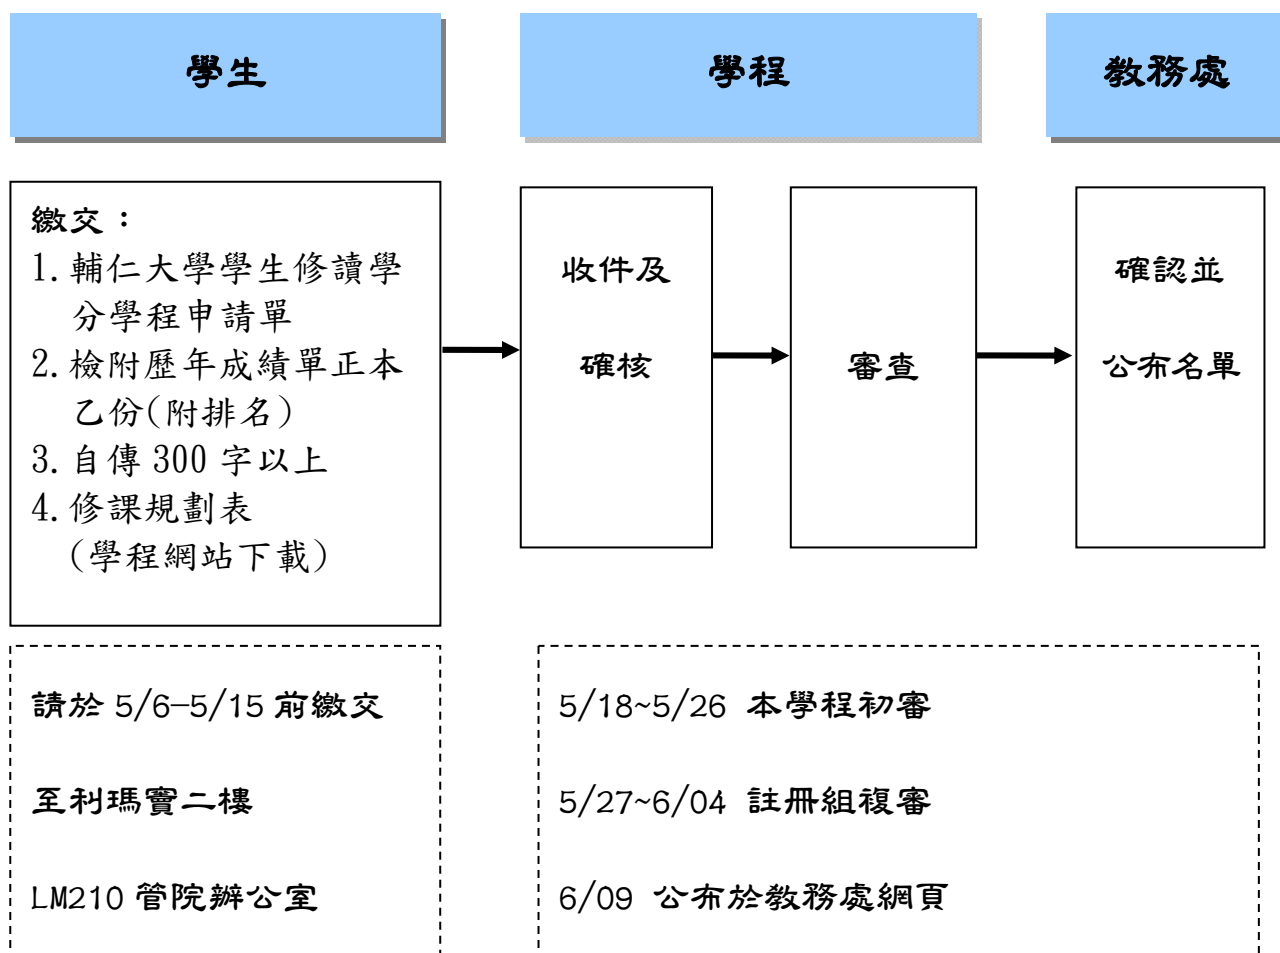 學生
學程
教務處
繳交：
1.輔仁大學學生修讀學
分學程申請單
2.檢附歷年成績單正本
乙份(附排名)
3.自傳 300 字以上
4.修課規劃表
(學程網站下載)
收件及
確核
審查
確認並
公布名單
請於 5/6-5/15 前繳交
至利瑪竇二樓
LM210 管院辦公室
5/18~5/26 本學程初審
5/27~6/04 註冊組複審
6/09 公布於教務處網頁